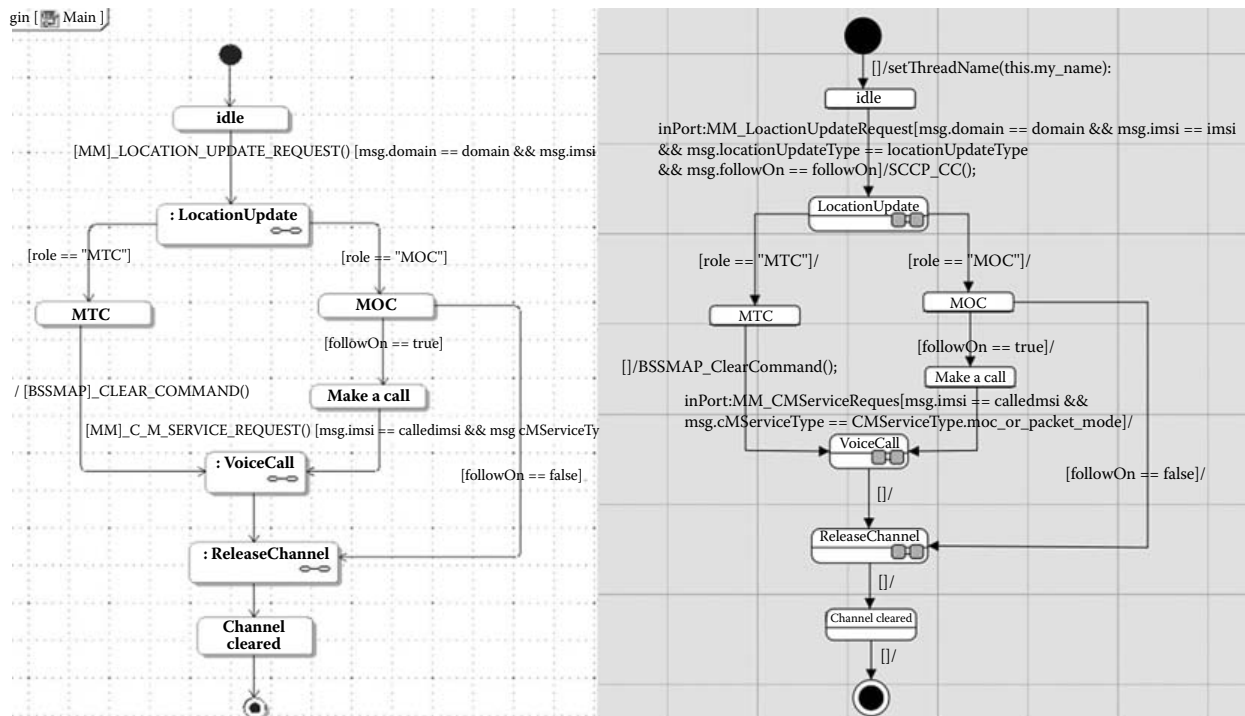 gin [ Main ]
idle
[MM]_LOCATION_UPDATE_REQUEST() [msg.domain == domain && msg.imsi
: LocationUpdate
[role == "MTC"]
[role == "MOC"]
MTC
MOC
[followOn == true]
/ [BSSMAP]_CLEAR_COMMAND()
Make a call
[MM]_C_M_SERVICE_REQUEST() [msg.imsi == calledimsi && msg cMServiceTy
: VoiceCall
[followOn == false]
: ReleaseChannel
Channel
cleared
[]/setThreadName(this.my_name):
idle
inPort:MM_LoactionUpdateRequest[msg.domain == domain && msg.imsi == imsi
&& msg.locationUpdateType == locationUpdateType
&& msg.followOn == followOn]/SCCP_CC();
LocationUpdate
[role == "MTC"]/
[role == "MOC"]/
MTC
MOC
[followOn == true]/
[]/BSSMAP_ClearCommand();
Make a call
inPort:MM_CMServiceReques[msg.imsi == calledmsi &&
msg.cMServiceType == CMServiceType.moc_or_packet_mode]/
VoiceCall
[followOn == false]/
[]/
ReleaseChannel
[]/
Channel cleared
[]/